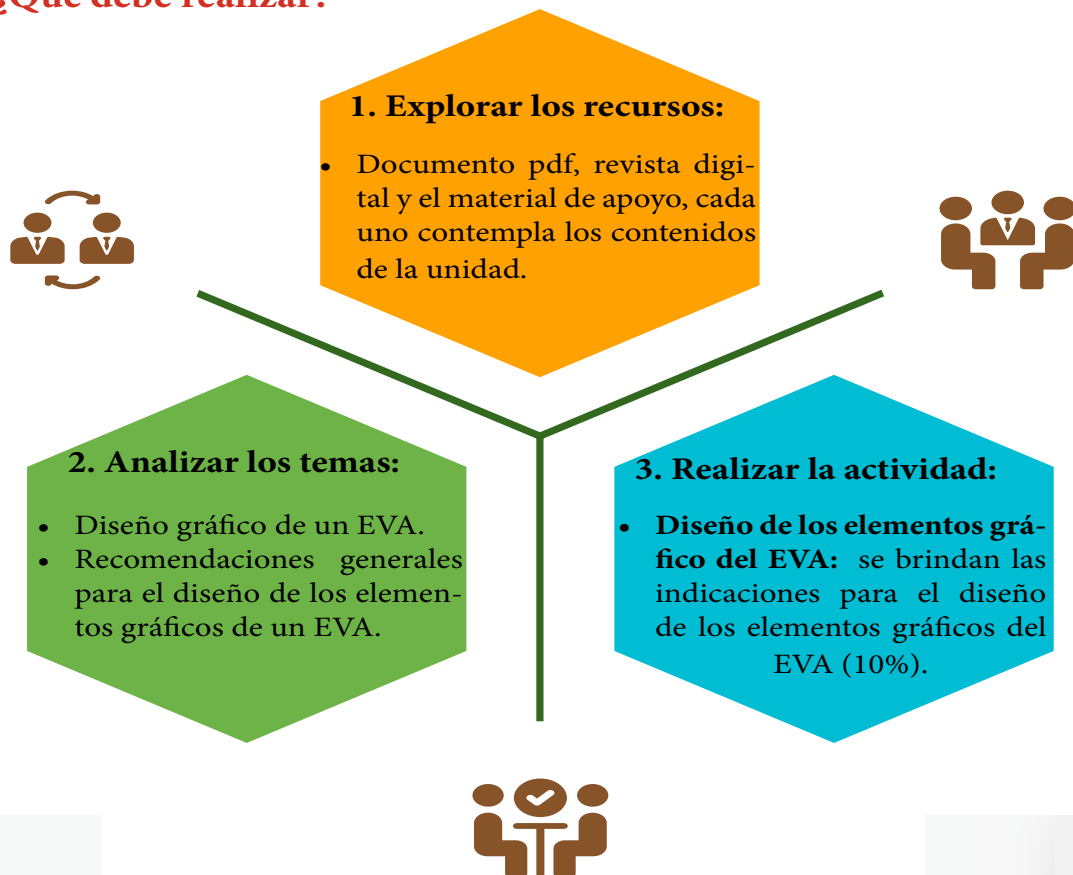 ¿Que debe realizar?
1. Explorar los recursos:
• Documento pdf, revista digi-
tal y el material de apoyo, cada
uno contempla los contenidos
de la unidad.
2. Analizar los temas:
• Diseño gráfico de un EVA.
• Recomendaciones generales
para el diseño de los elemen-
tos gráficos de un EVA.
3. Realizar la actividad:
• Diseño de los elementos grá-
fico del EVA: se brindan las
indicaciones para el diseño
de los elementos gráficos del
EVA (10%).